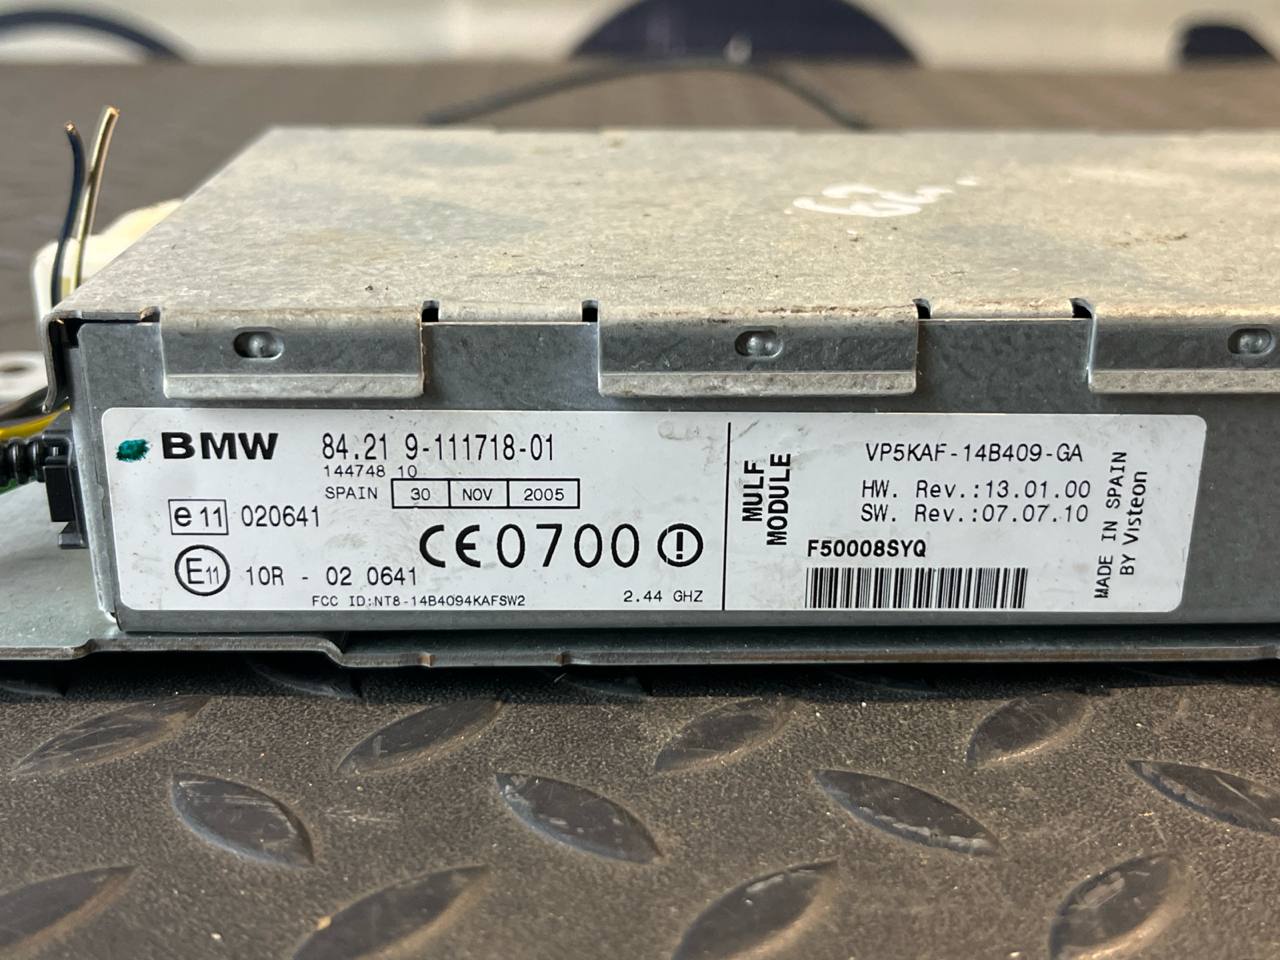 BMW 84.21 9-111718-01
144748 10
SPAIN 30 NOV 2005
e11 020641
CE0700
E11 10R - 02 0641
FCC ID:NT8-14B4094KAFSW2 2.44 GHZ
MULF
MODULE
VP5KAF-14B409-GA
HW. Rev.:13.01.00
SW. Rev.:07.07.10
F50008SYQ
MADE IN SPAIN
BY Visteon